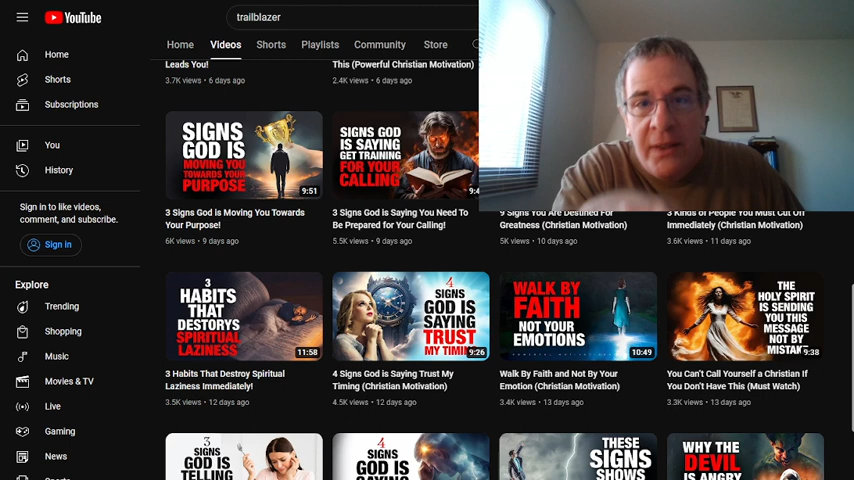 YouTube
trailblazer
Home
Videos
Shorts
Playlists
Community
Store
Home
Shorts
Subscriptions
You
History
Sign in to like videos,
comment, and subscribe.
Sign in
Explore
Trending
Shopping
Music
Movies & TV
Live
Gaming
News
Leads You!
3.7K views • 6 days ago
This (Powerful Christian Motivation)
2.4K views • 6 days ago
SIGNS
GOD IS
MOVING YOU
TOWARDS YOUR
PURPOSE
9:51
3 Signs God is Moving You Towards
Your Purpose!
6K views • 9 days ago
SIGNS GOD
IS SAYING
GET TRAINING
FOR YOUR
CALLING
3 Signs God is Saying You Need To
Be Prepared for Your Calling!
5.5K views • 9 days ago
9 Signs You Are Destined For
Greatness (Christian Motivation)
5K views • 10 days ago
3 Kinds of People You Must Cut Off
Immediately (Christian Motivation)
3.6K views • 11 days ago
3
HABITS
THAT
DESTORYS
SPIRITUAL
LAZINESS
11:58
3 Habits That Destroy Spiritual
Laziness Immediately!
3.5K views • 12 days ago
4
SIGNS
GOD IS
SAYING
TRUST
MY TIMING
9:26
4 Signs God is Saying Trust My
Timing (Christian Motivation)
4.5K views • 12 days ago
WALK BY
FAITH
NOT YOUR
EMOTIONS
10:49
Walk By Faith and Not By Your
Emotion (Christian Motivation)
3.4K views • 13 days ago
THE
HOLY SPIRIT
IS SENDING
YOU THIS
MESSAGE
NOT BY
9:38
You Can't Call Yourself a Christian If
You Don't Have This (Must Watch)
3.3K views • 13 days ago
3
SIGNS
GOD IS
TELLING
4
SIGNS
GOD IS
THESE
SIGNS
SHOWS
WHY THE
DEVIL
IS ANGRY